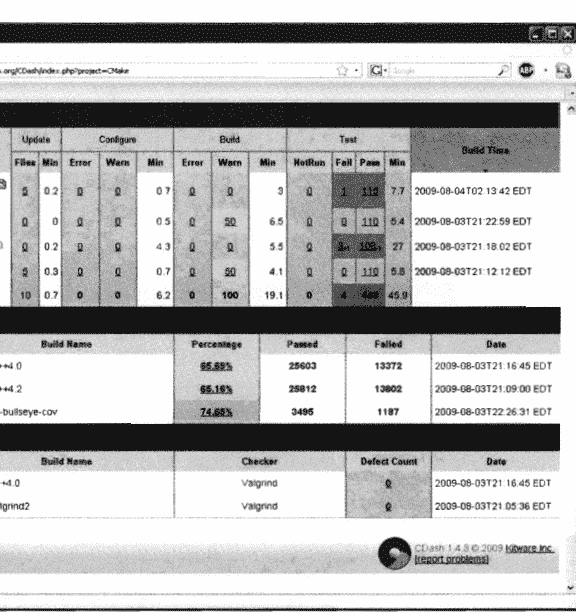 .org/CDash/index.php?project=CMake
Google
ABP
Update Configure Build Test Build Time
Files Min Error Warn Min Error Warn Min NotRun Fail Pass Min
5 0.2 0 0 0.7 0 0 3 0 1 110 7.7 2009-08-04T02:13:42 EDT
0 0 0 0 0.5 0 50 6.5 0 0 110 5.4 2009-08-03T21:22:59 EDT
0 0.2 0 0 4.3 0 0 5.5 0 27 2009-08-03T21:18:02 EDT
5 0.3 0 0 0.7 0 50 4.1 0 0 110 5.8 2009-08-03T21:12:12 EDT
10 0.7 0 0 6.2 0 100 19.1 0 4 45.9
Build Name Percentage Passed Failed Date
++4.0 65.69% 25603 13372 2009-08-03T21:16:45 EDT
++4.2 65.16% 25812 13802 2009-08-03T21:09:00 EDT
-bullseye-cov 74.65% 3495 1187 2009-08-03T22:26:31 EDT
Build Name Checker Defect Count Date
++4.0 Valgrind 0 2009-08-03T21:16:45 EDT
lgrind2 Valgrind 0 2009-08-03T21:05:36 EDT
CDash 1.4.3 © 2009 Kitware Inc.
[report problems]